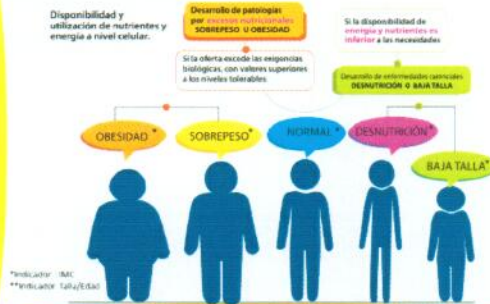 Disponibilidad y
utilización de nutrientes y
energía a nivel celular.
Desarrollo de patologías
por excesos nutricionales
SOBREPESO U OBESIDAD
Si la oferta excede las exigencias
biológicas, con valores superiores
a los niveles tolerables
Si la disponibilidad de
energía y nutrientes es
inferior a las necesidades
Desarrollo de enfermedades carenciales
DESNUTRICIÓN O BAJA TALLA
OBESIDAD*
SOBREPESO*
NORMAL*
DESNUTRICIÓN*
BAJA TALLA*
*Indicador IMC
**Indicador Talla/Edad